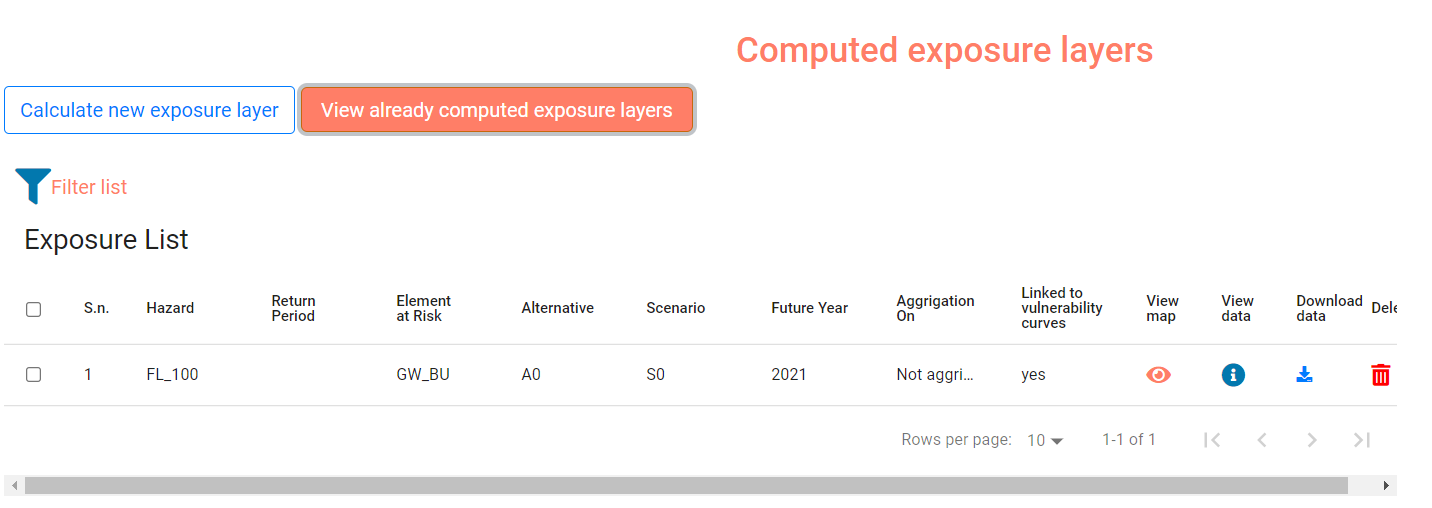 Computed exposure layers
Calculate new exposure layer
View already computed exposure layers
Filter list
Exposure List
S.n. Hazard Return Period Element at Risk Alternative Scenario Future Year Aggrigation On Linked to vulnerability curves View map View data Download data Dele
1 FL_100 GW_BU A0 S0 2021 Not aggri... yes
Rows per page: 10 1-1 of 1